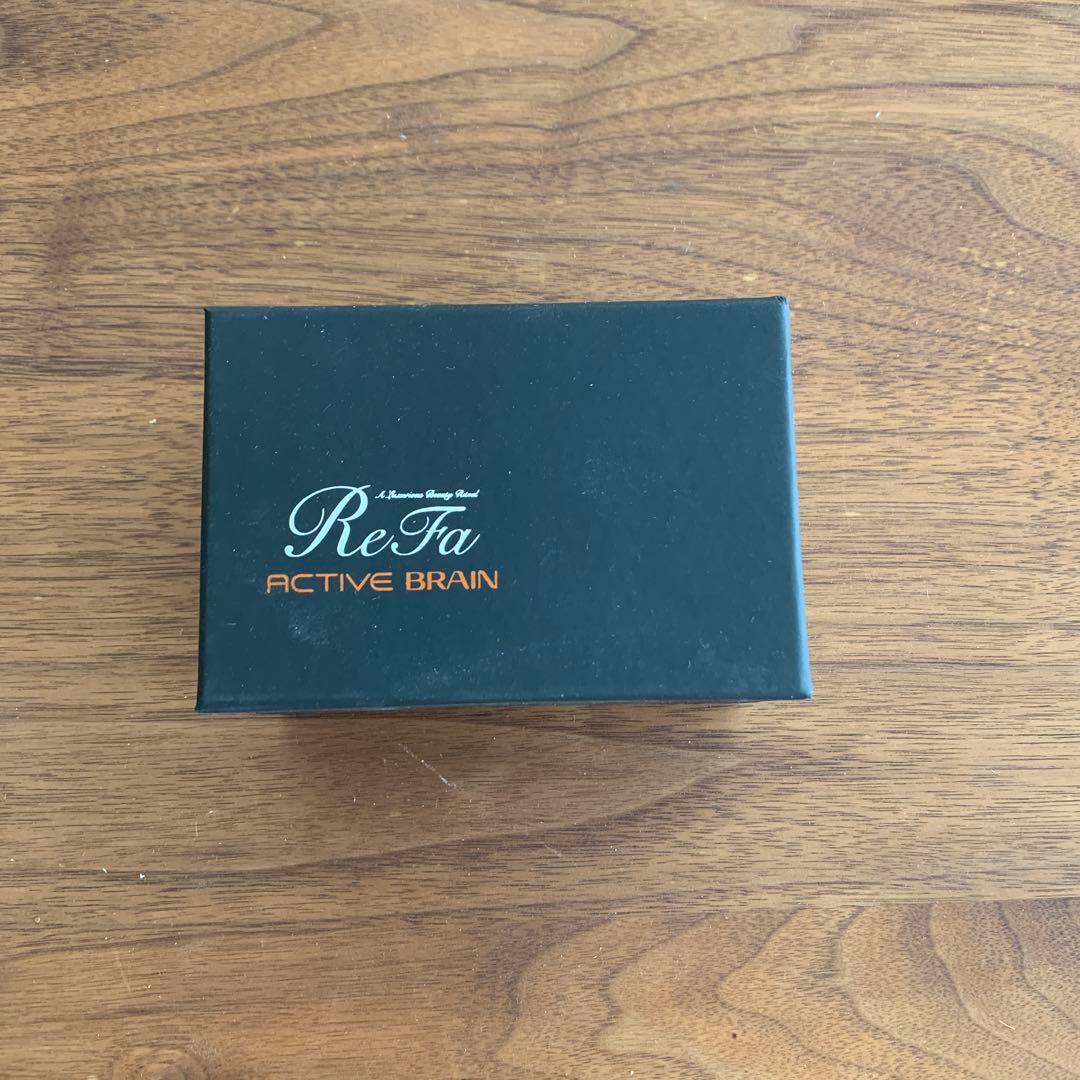 A Luxurious Beauty Ritual
ReFa
ACTIVE BRAIN